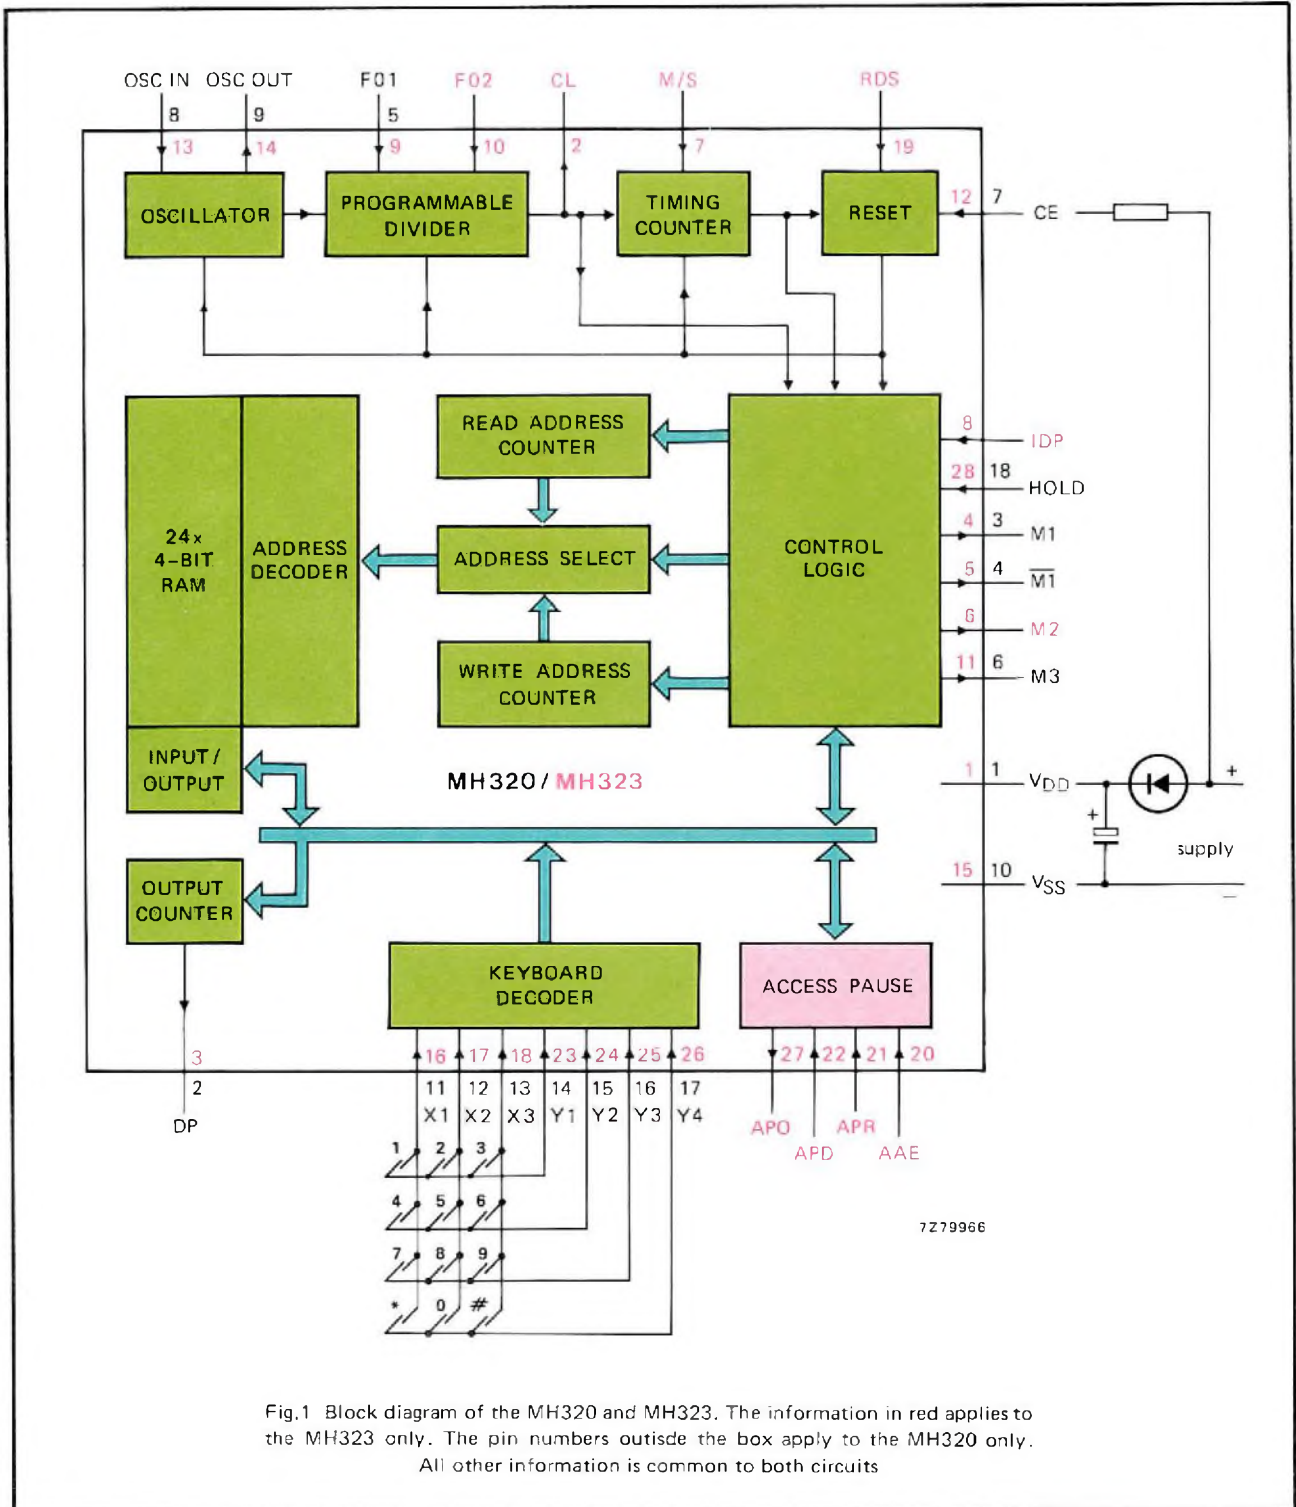 OSC IN OSC OUT F01 F02 CL M/S RDS
8 9 5
13 14 9 10 2 7 19
OSCILLATOR
PROGRAMMABLE
DIVIDER
TIMING
COUNTER
RESET
12 7 CE
READ ADDRESS
COUNTER
8 IDP
28 18 HOLD
24x
4-BIT
RAM
ADDRESS
DECODER
ADDRESS SELECT
CONTROL
LOGIC
4 3 M1
5 4 M1
6 M2
11 6 M3
WRITE ADDRESS
COUNTER
INPUT/
OUTPUT
MH320/MH323
1 1 VDD +
+
supply
15 10 VSS −
OUTPUT
COUNTER
KEYBOARD
DECODER
ACCESS PAUSE
3 16 17 18 23 24 25 26 27 22 21 20
2 11 12 13 14 15 16 17
DP X1 X2 X3 Y1 Y2 Y3 Y4
APO APR
APD AAE
1 2 3
4 5 6
7 8 9
* 0 #
7Z79966
Fig.1 Block diagram of the MH320 and MH323. The information in red applies to
the MH323 only. The pin numbers outisde the box apply to the MH320 only.
All other information is common to both circuits